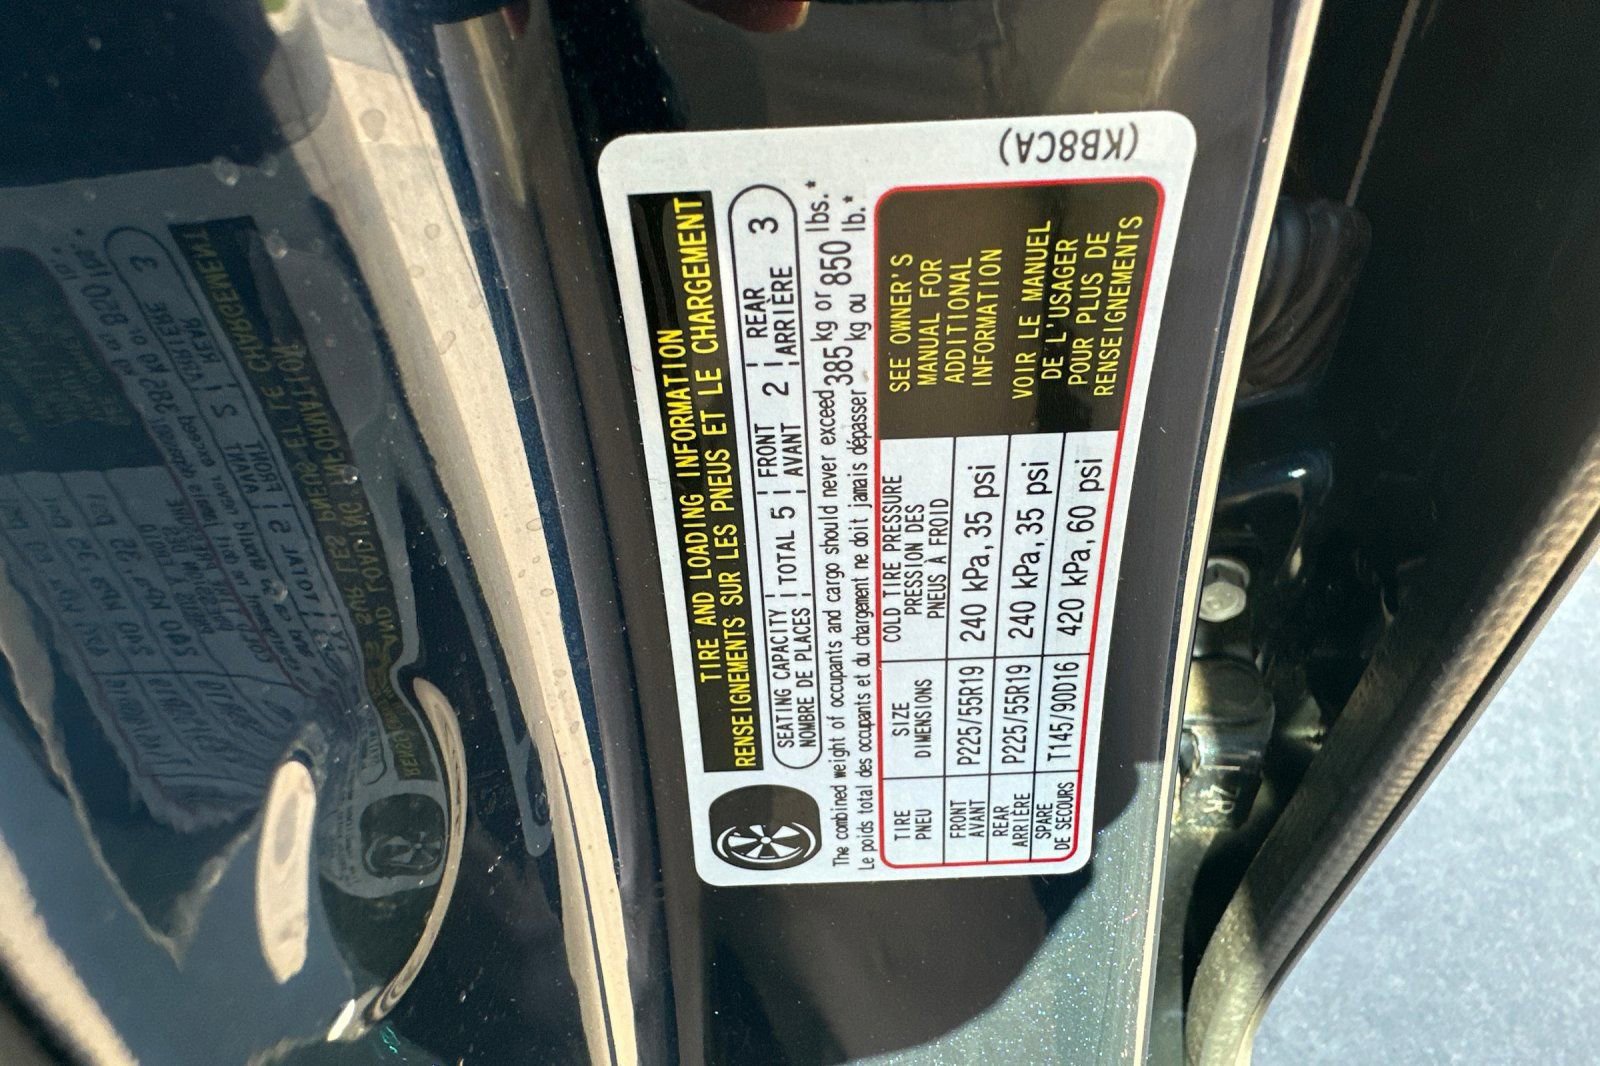 TIRE AND LOADING INFORMATION
RENSEIGNEMENTS SUR LES PNEUS ET LE CHARGEMENT
SEATING CAPACITY TOTAL 5 FRONT 2 REAR 3
NOMBRE DE PLACES AVANT ARRIÈRE
The combined weight of occupants and cargo should never exceed 385 kg or 850 lbs.*
Le poids total des occupants et du chargement ne doit jamais dépasser kg ou lb.*
TIRE SIZE COLD TIRE PRESSURE
PNEU DIMENSIONS PRESSION DES
PNEUS À FROID
FRONT P225/55R19 240 kPa, 35 psi
AVANT
REAR P225/55R19 240 kPa, 35 psi
ARRIÈRE
SPARE T145/90D16 420 kPa, 60 psi
DE SECOURS
SEE OWNER'S
MANUAL FOR
ADDITIONAL
INFORMATION
VOIR LE MANUEL
DE L'USAGER
POUR PLUS DE
RENSEIGNEMENTS
(KB8CA)